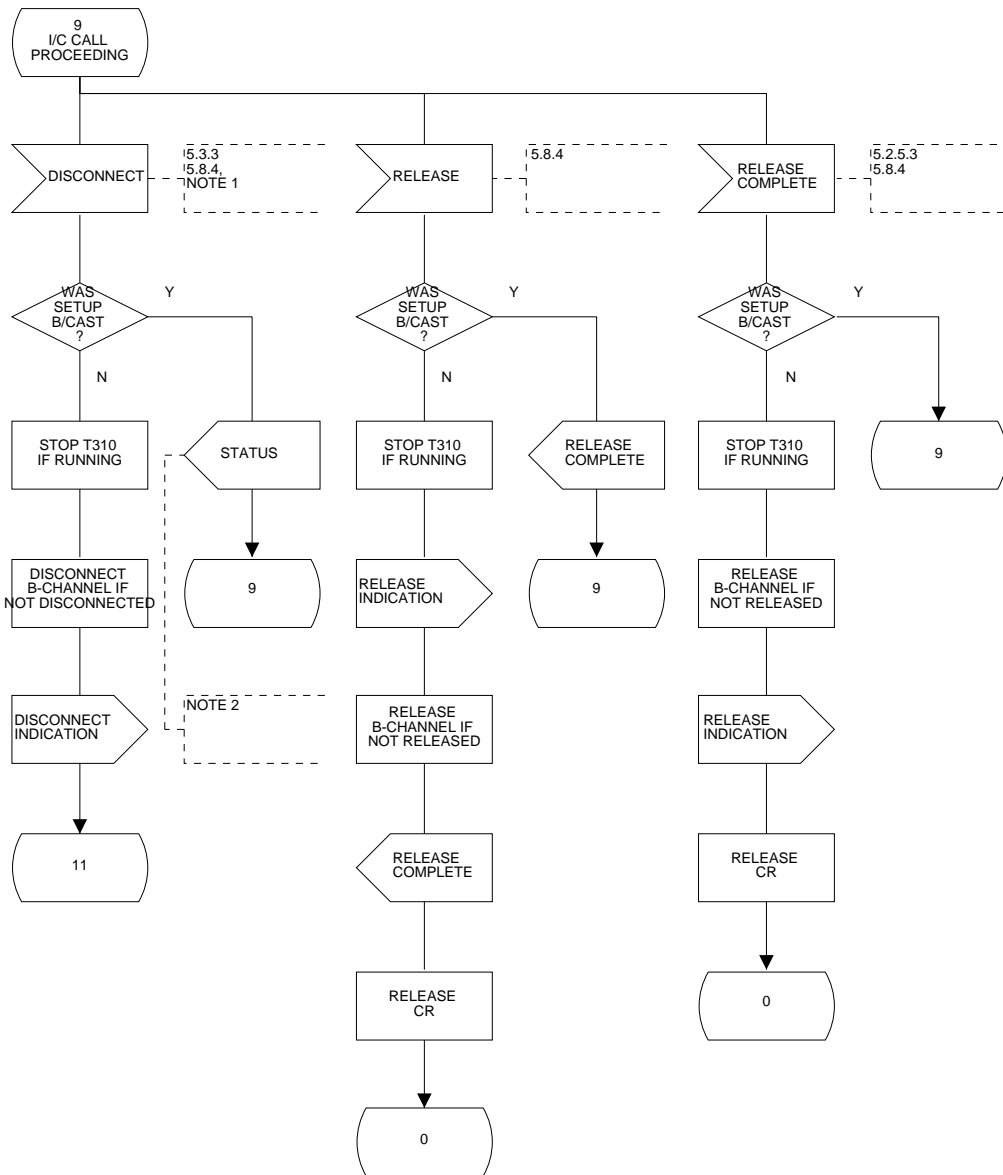 9
I/C CALL
PROCEEDING
DISCONNECT
5.3.3
5.8.4,
NOTE 1
RELEASE
5.8.4
RELEASE
COMPLETE
5.2.5.3
5.8.4
WAS
SETUP
B/CAST
?
Y
N
WAS
SETUP
B/CAST
?
Y
N
WAS
SETUP
B/CAST
?
Y
N
STOP T310
IF RUNNING
STATUS
STOP T310
IF RUNNING
RELEASE
COMPLETE
STOP T310
IF RUNNING
9
DISCONNECT
B-CHANNEL IF
NOT DISCONNECTED
9
RELEASE
INDICATION
9
RELEASE
B-CHANNEL IF
NOT RELEASED
DISCONNECT
INDICATION
NOTE 2
RELEASE
B-CHANNEL IF
NOT RELEASED
RELEASE
INDICATION
11
RELEASE
COMPLETE
RELEASE
CR
RELEASE
CR
0
0